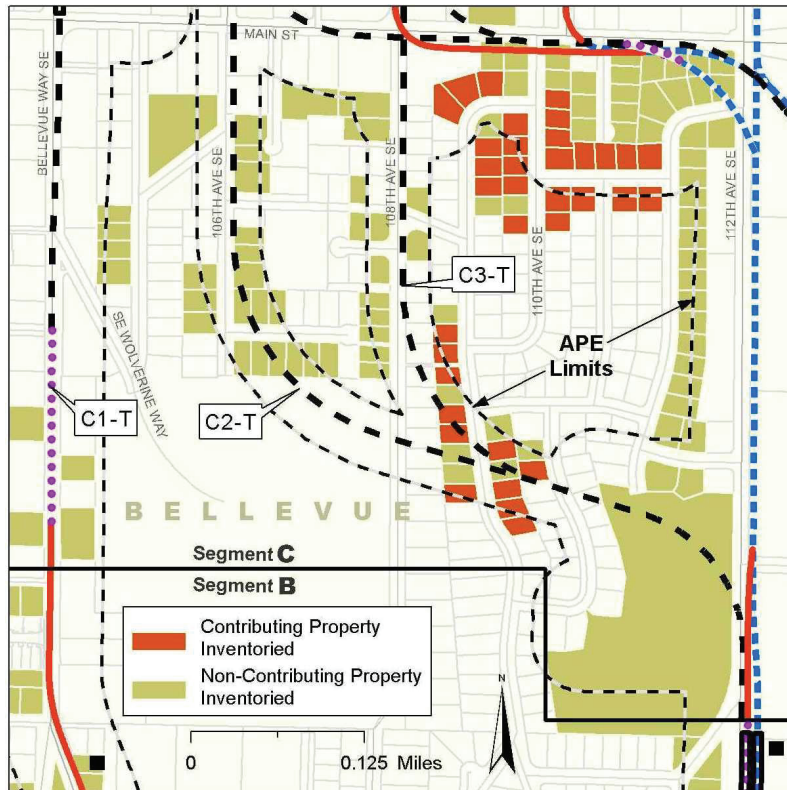 MAIN ST
BELLEVUE WAY SE
106TH AVE SE
108TH AVE SE
110TH AVE SE
112TH AVE SE
C3-T
SE WOLVERINE WAY
APE
Limits
C1-T
C2-T
BELLEVUE
Segment C
Segment B
Contributing Property
Inventoried
Non-Contributing Property
Inventoried
N
0 0.125 Miles